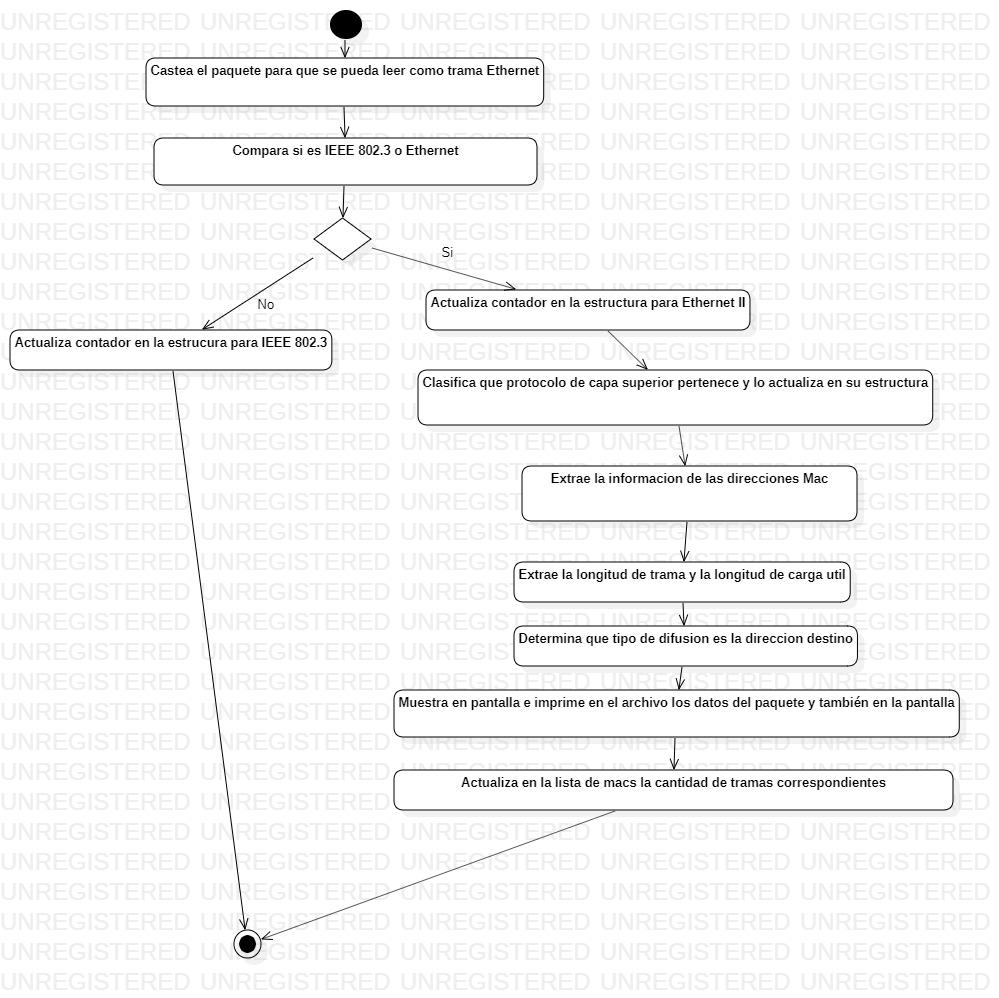 Castea el paquete para que se pueda leer como trama Ethernet
Compara si es IEEE 802.3 o Ethernet
Si
No
Actualiza contador en la estructura para Ethernet II
Actualiza contador en la estrucura para IEEE 802.3
Clasifica que protocolo de capa superior pertenece y lo actualiza en su estructura
Extrae la informacion de las direcciones Mac
Extrae la longitud de trama y la longitud de carga util
Determina que tipo de difusion es la direccion destino
Muestra en pantalla e imprime en el archivo los datos del paquete y también en la pantalla
Actualiza en la lista de macs la cantidad de tramas correspondientes
UNREGISTERED